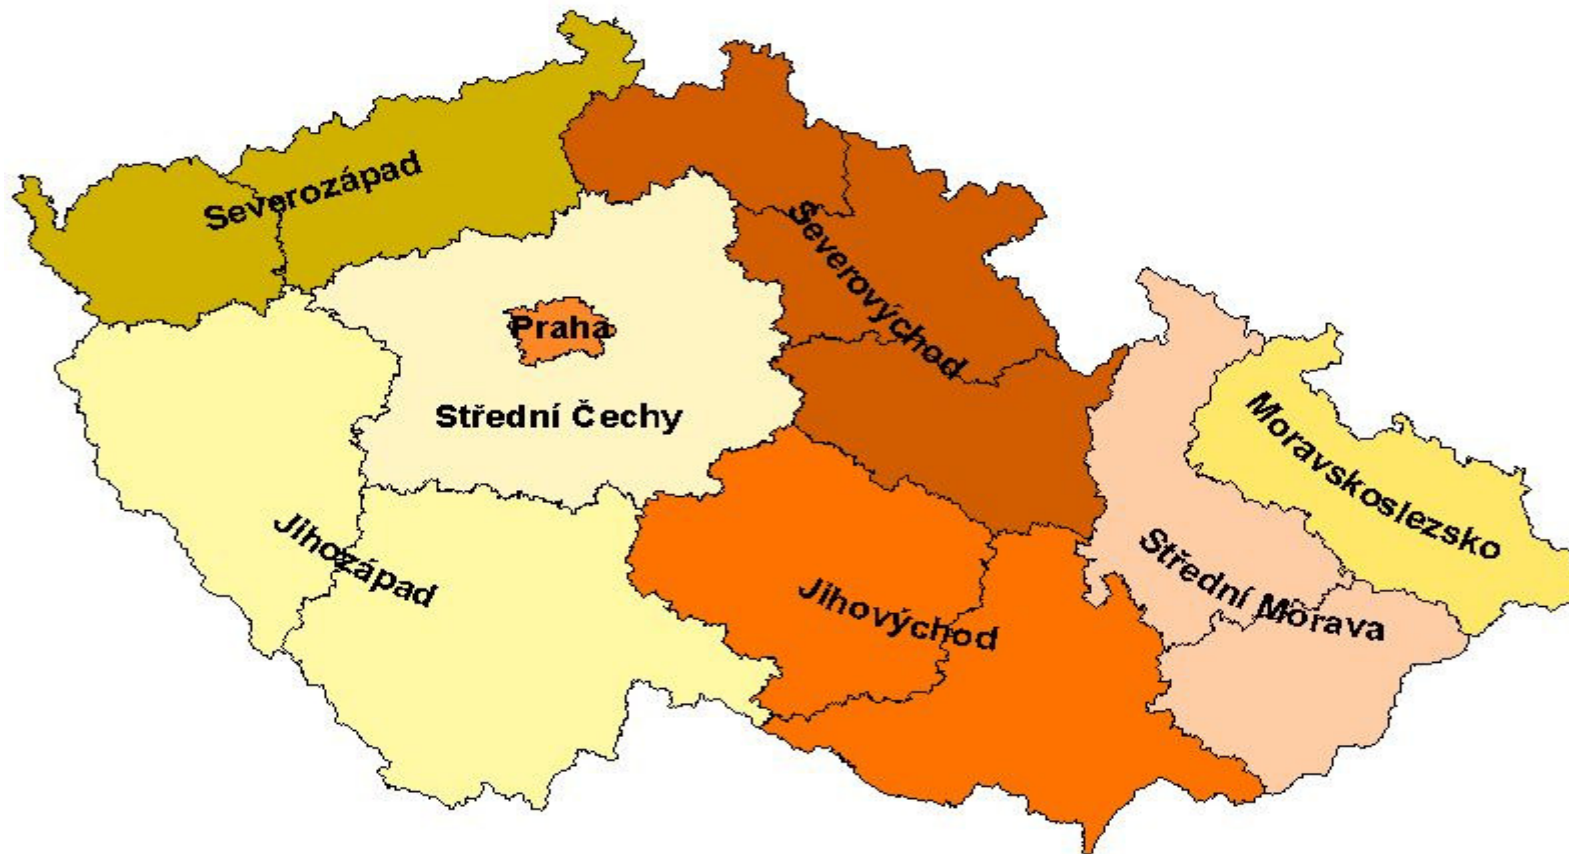 Severozápad
Severovýchod
Praha
Střední Čechy
Moravskoslezsko
Jihozápad
Jihovýchod
Střední Morava